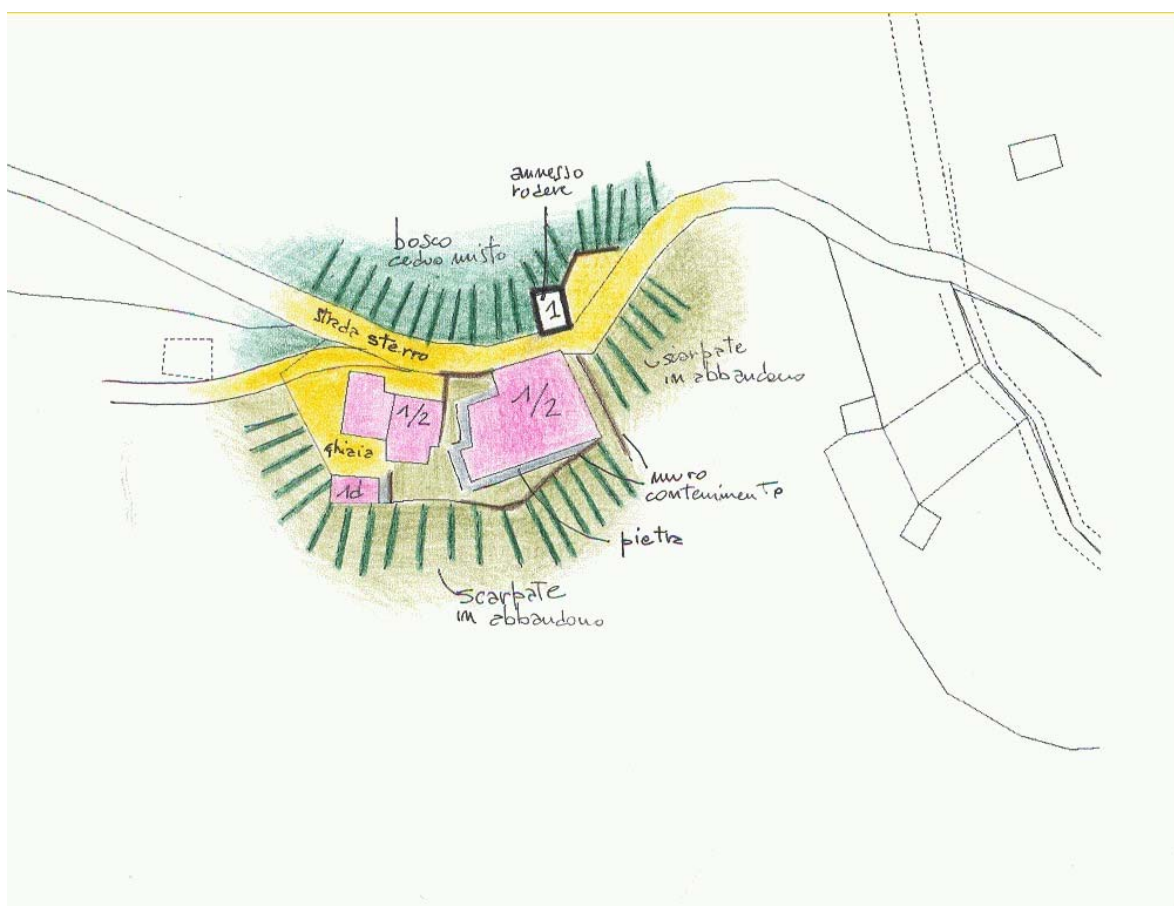 annesso
rudere
bosco
ceduo misto
1
strada sterro
scarpate
in abbandono
1/2
1/2
ghiaia
1d
muro
contenimento
pietra
scarpate
in abbandono